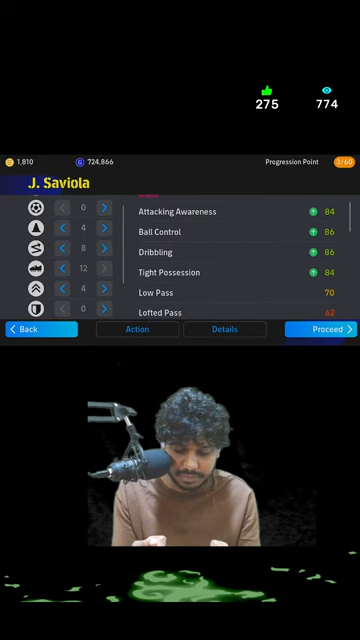 275 774
1,810 724,866 Progression Point 3/60
J. Saviola
0 Attacking Awareness 84
4 Ball Control 86
8 Dribbling 86
12 Tight Possession 84
4 Low Pass 70
0 Lofted Pass 62
Back Action Details Proceed